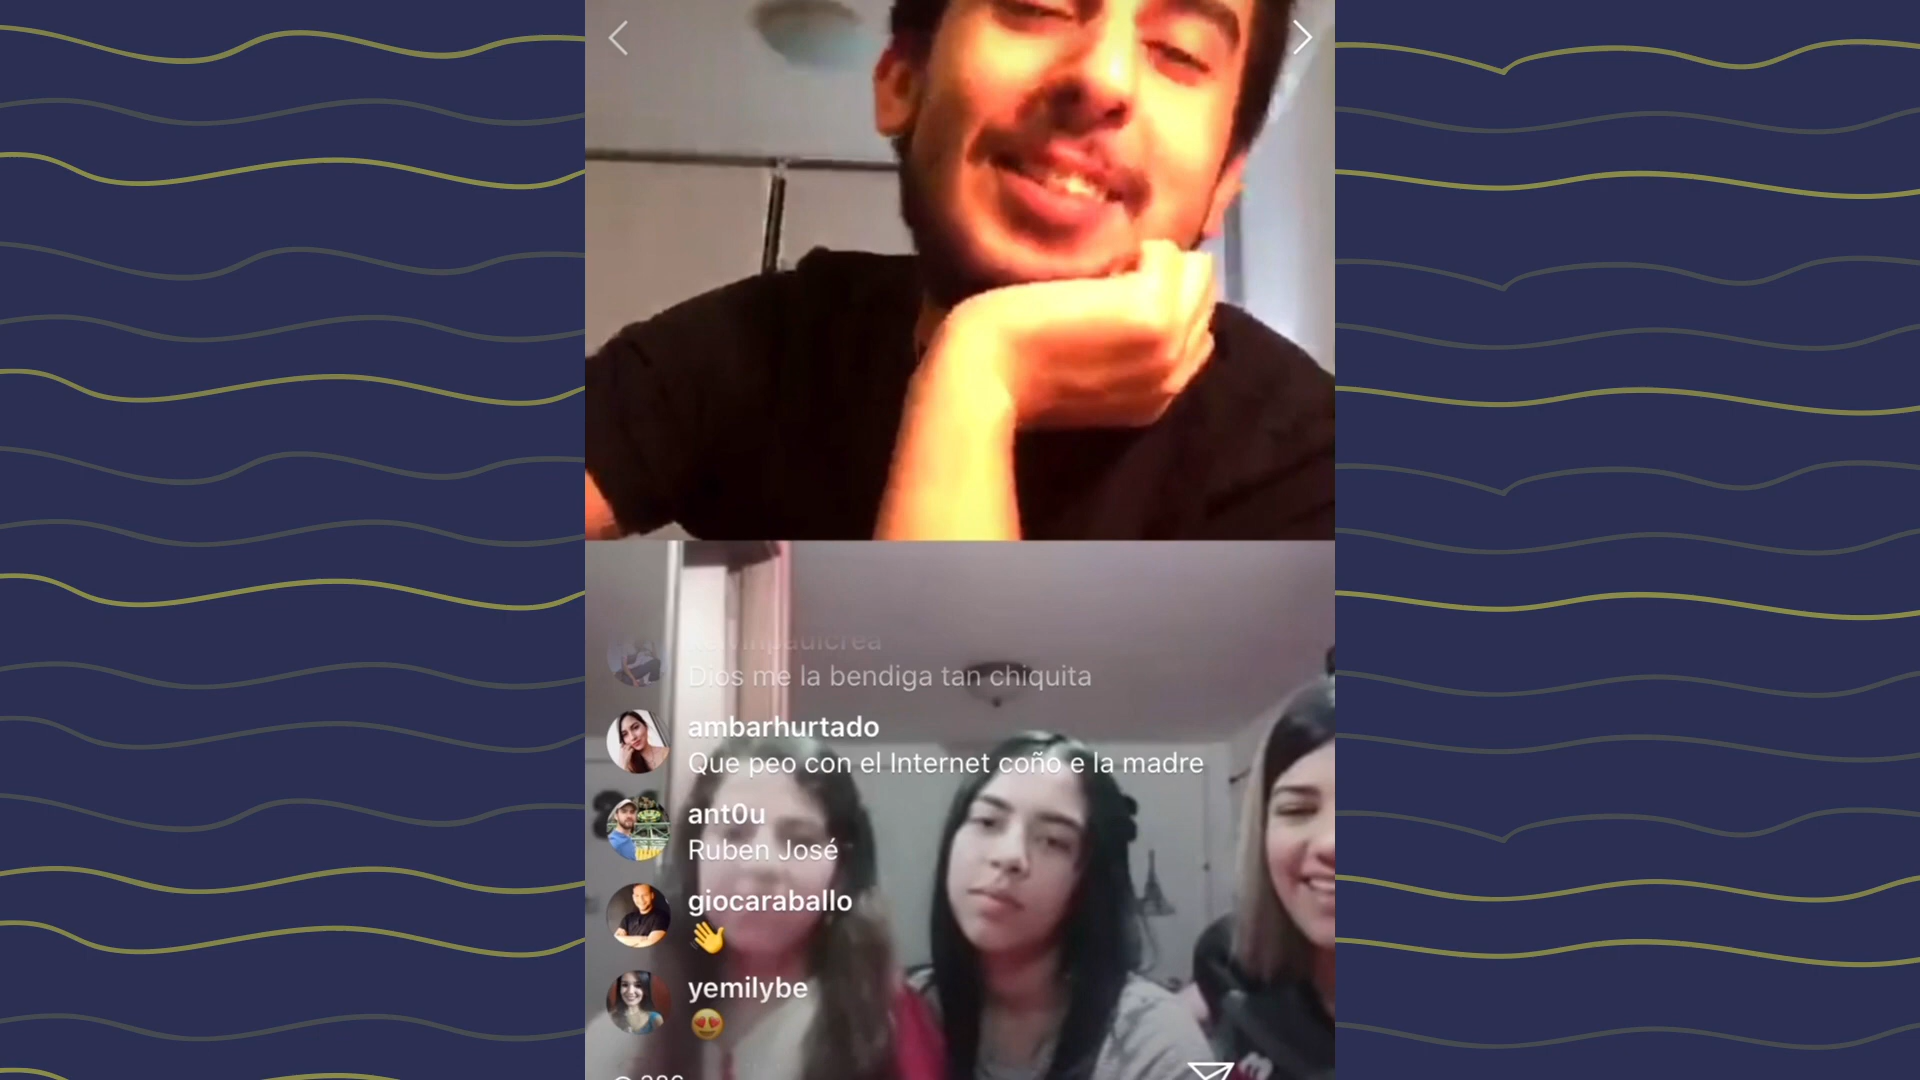 Dios me la bendiga tan chiquita
ambarhurtado
Que peo con el Internet coño e la madre
ant0u
Ruben José
giocaraballo
👋
yemilybe
😍